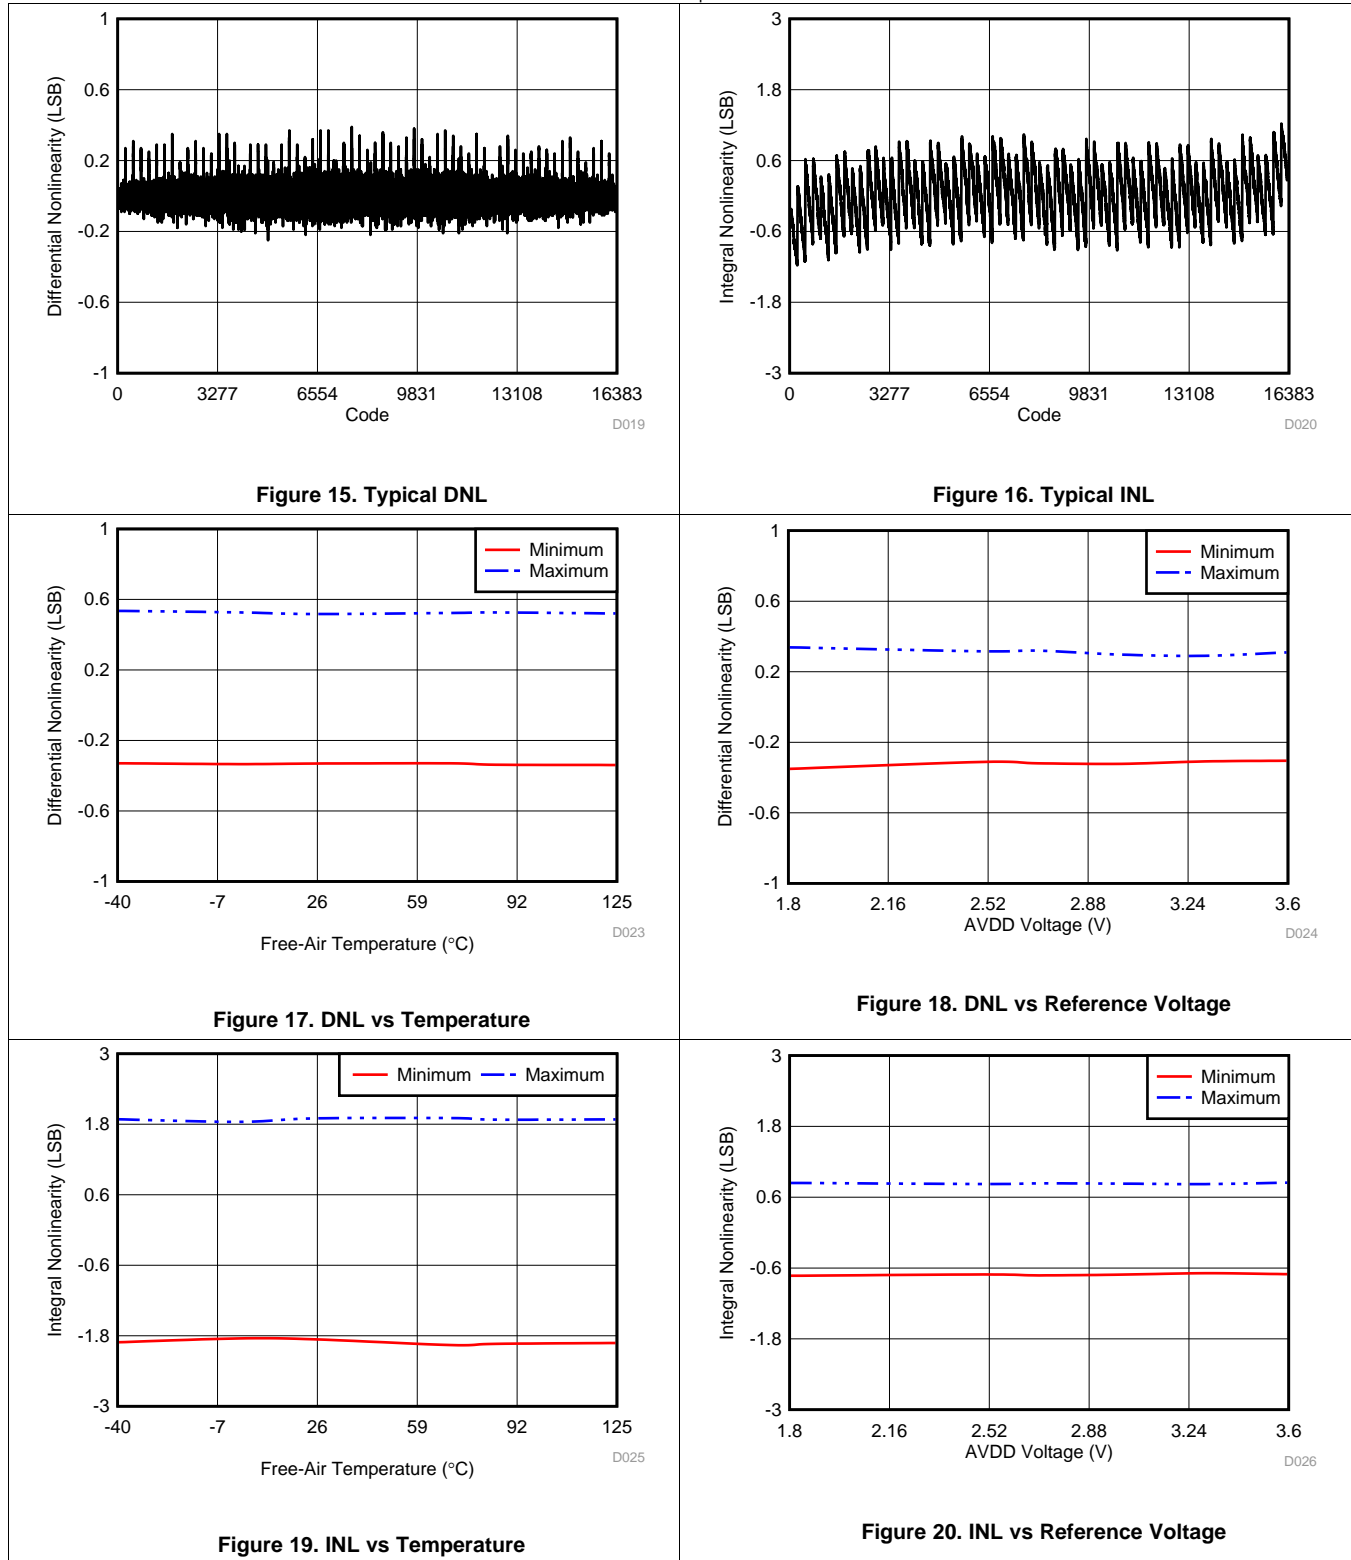 1
0.6
0.2
-0.2
-0.6
-1
Differential Nonlinearity (LSB)
0 3277 6554 9831 13108 16383
Code
D019
Figure 15. Typical DNL
3
1.8
0.6
-0.6
-1.8
-3
Integral Nonlinearity (LSB)
0 3277 6554 9831 13108 16383
Code
D020
Figure 16. Typical INL
1
0.6
0.2
-0.2
-0.6
-1
Differential Nonlinearity (LSB)
Minimum
Maximum
-40 -7 26 59 92 125
Free-Air Temperature (°C)
D023
Figure 17. DNL vs Temperature
1
0.6
0.2
-0.2
-0.6
-1
Differential Nonlinearity (LSB)
Minimum
Maximum
1.8 2.16 2.52 2.88 3.24 3.6
AVDD Voltage (V)
D024
Figure 18. DNL vs Reference Voltage
3
1.8
0.6
-0.6
-1.8
-3
Integral Nonlinearity (LSB)
Minimum Maximum
-40 -7 26 59 92 125
Free-Air Temperature (°C)
D025
Figure 19. INL vs Temperature
3
1.8
0.6
-0.6
-1.8
-3
Integral Nonlinearity (LSB)
Minimum
Maximum
1.8 2.16 2.52 2.88 3.24 3.6
AVDD Voltage (V)
D026
Figure 20. INL vs Reference Voltage